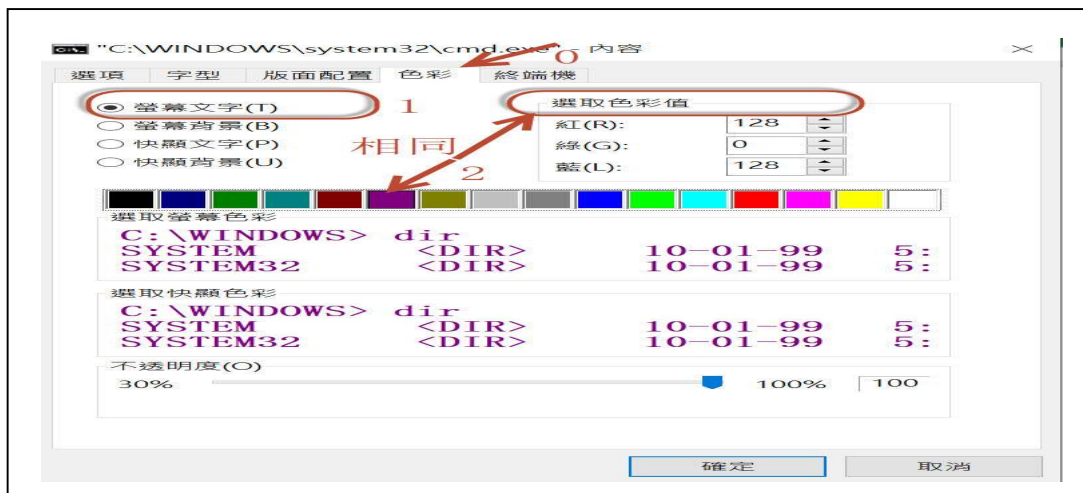 "C:\WINDOWS\system32\cmd.exe" - 內容
0
選項 字型 版面配置 色彩 終端機
螢幕文字(T) 1
螢幕背景(B)
快顯文字(P)
快顯背景(U)
相同
2
選取色彩值
紅(R): 128
綠(G): 0
藍(L): 128
選取螢幕色彩
C:\WINDOWS> dir
SYSTEM <DIR> 10-01-99 5:
SYSTEM32 <DIR> 10-01-99 5:
選取快顯色彩
C:\WINDOWS> dir
SYSTEM <DIR> 10-01-99 5:
SYSTEM32 <DIR> 10-01-99 5:
不透明度(O)
30% 100% 100
確定 取消